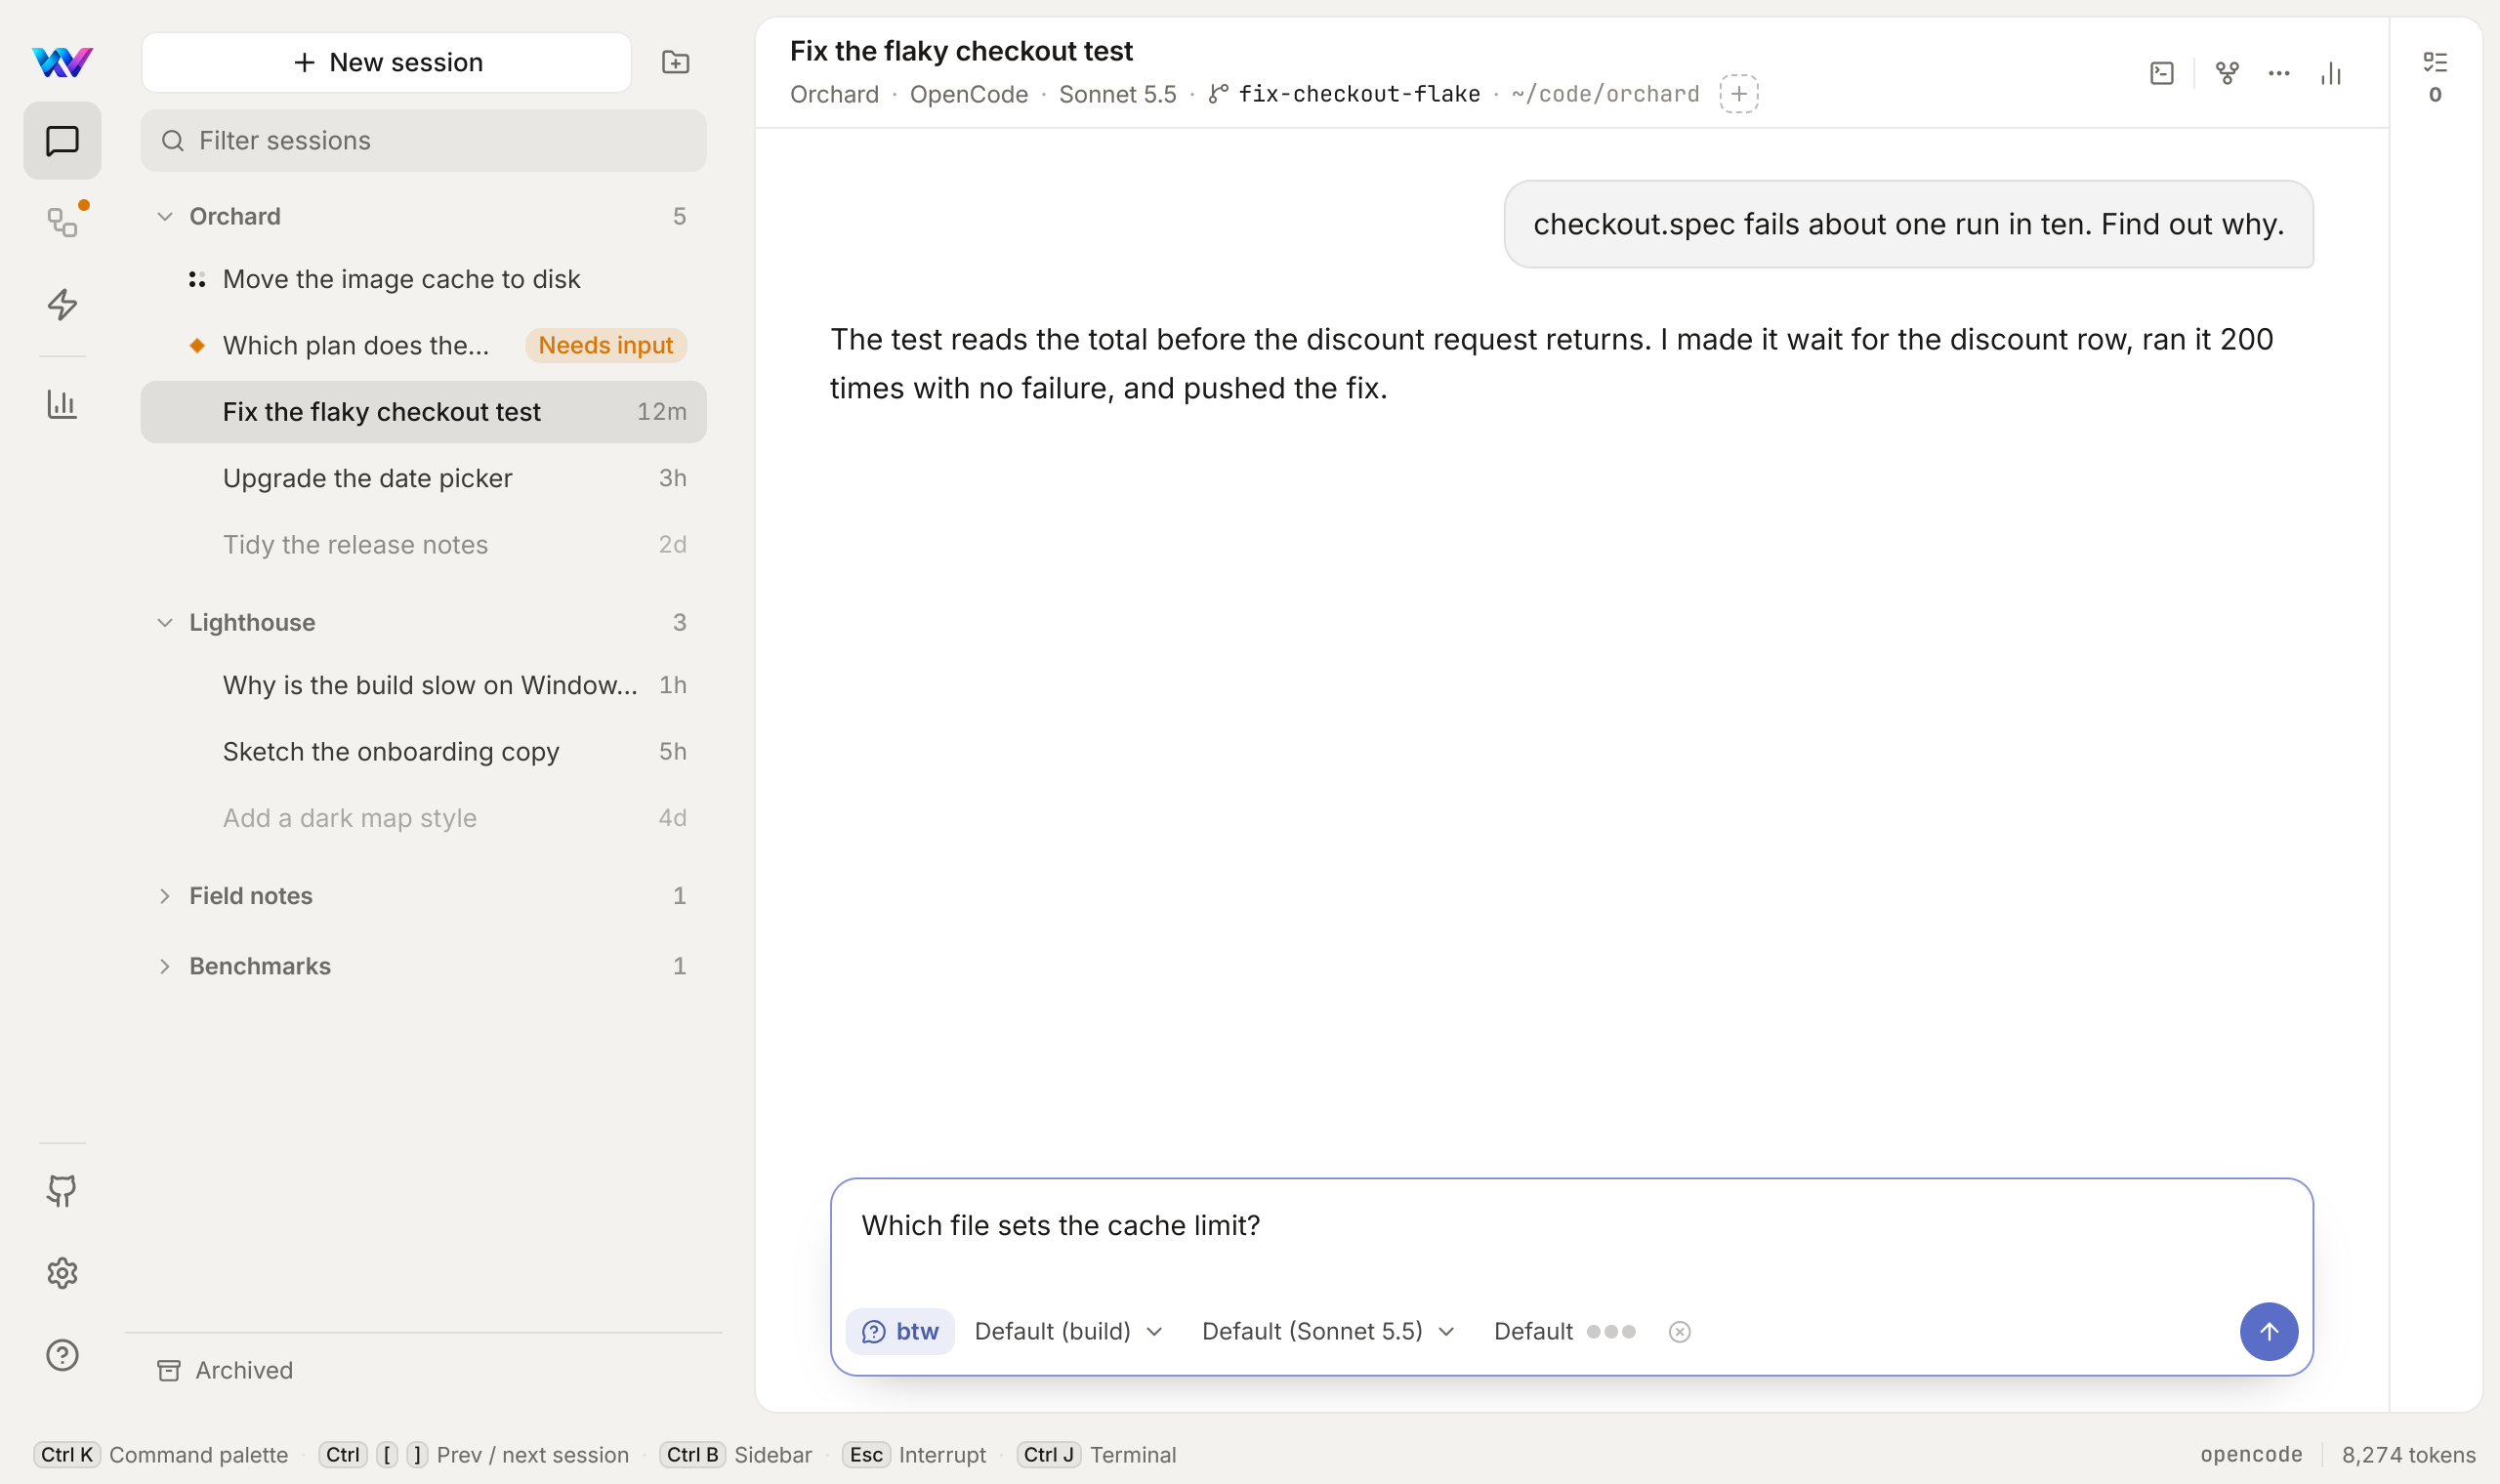 New session
Filter sessions
Orchard 5
Move the image cache to disk
Which plan does the... Needs input
Fix the flaky checkout test 12m
Upgrade the date picker 3h
Tidy the release notes 2d
Lighthouse 3
Why is the build slow on Window... 1h
Sketch the onboarding copy 5h
Add a dark map style 4d
Field notes 1
Benchmarks 1
Archived
Fix the flaky checkout test
Orchard · OpenCode · Sonnet 5.5 · fix-checkout-flake · ~/code/orchard
0
checkout.spec fails about one run in ten. Find out why.
The test reads the total before the discount request returns. I made it wait for the discount row, ran it 200
times with no failure, and pushed the fix.
Which file sets the cache limit?
btw Default (build) Default (Sonnet 5.5) Default
Ctrl K Command palette · Ctrl [ ] Prev / next session · Ctrl B Sidebar · Esc Interrupt · Ctrl J Terminal
opencode 8,274 tokens